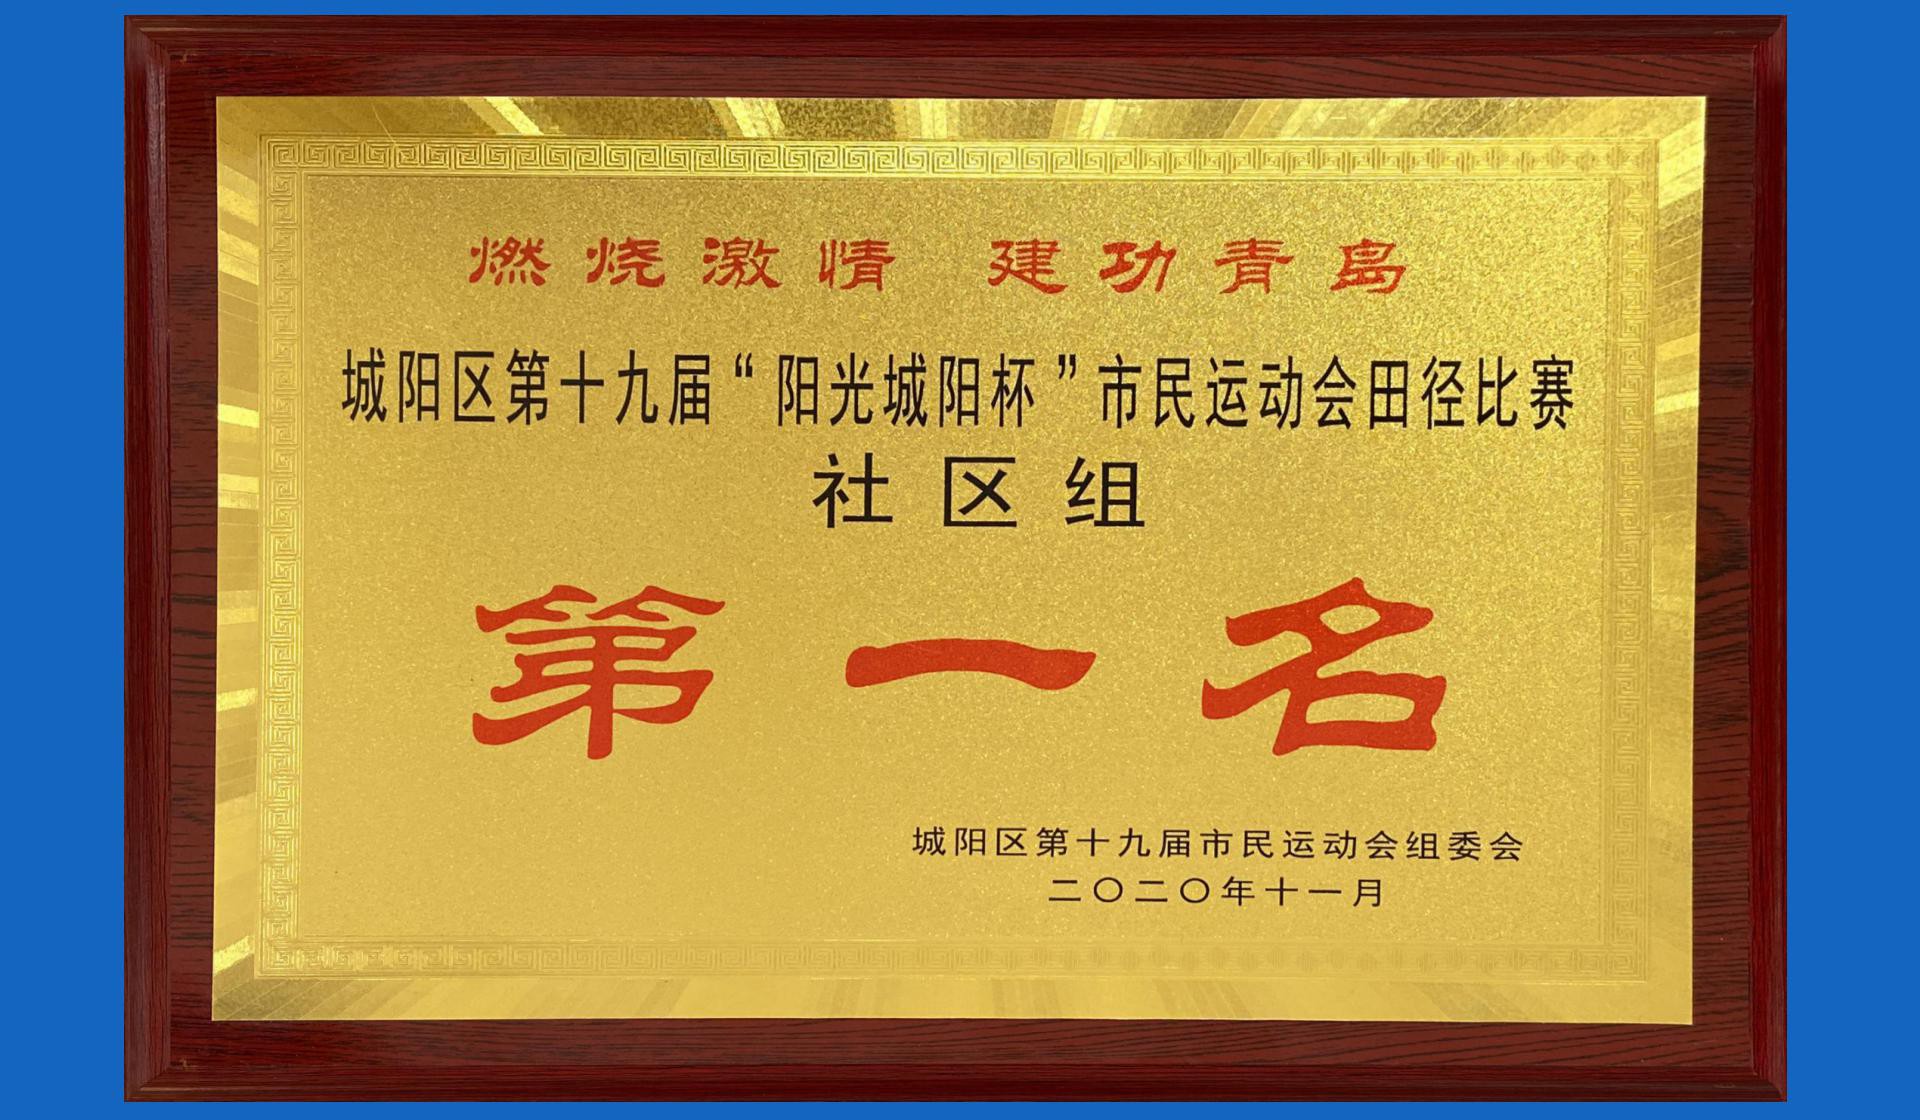 燃烧激情 建功青岛
城阳区第十九届“阳光城阳杯”市民运动会田径比赛
社区组
第一名
城阳区第十九届市民运动会组委会
二〇二〇年十一月